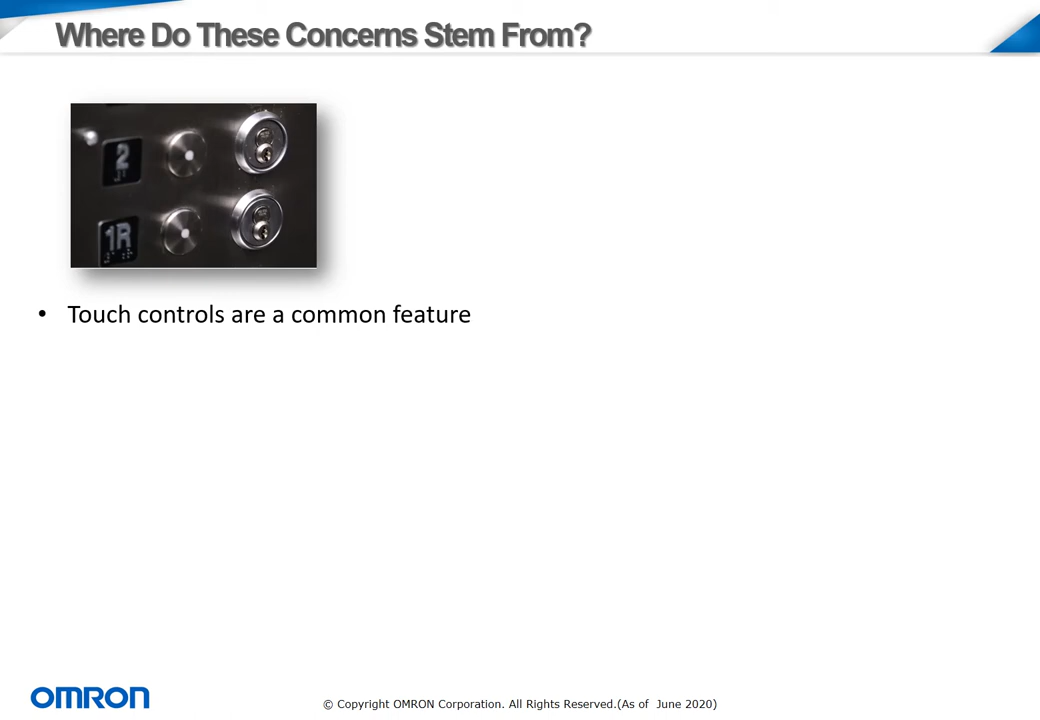 Where Do These Concerns Stem From?
2
1R
• Touch controls are a common feature
OMRON
© Copyright OMRON Corporation. All Rights Reserved.(As of  June 2020)